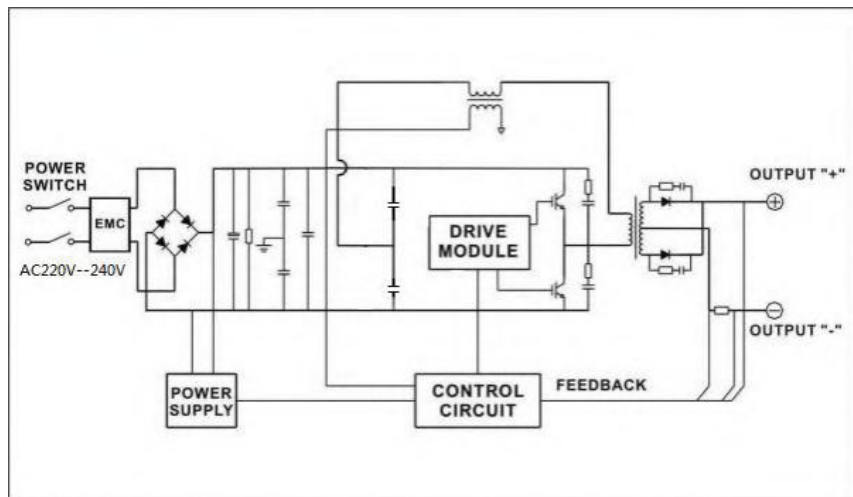 POWER
SWITCH
EMC
AC220V--240V
DRIVE
MODULE
OUTPUT "+"
OUTPUT "-"
POWER
SUPPLY
CONTROL
CIRCUIT
FEEDBACK